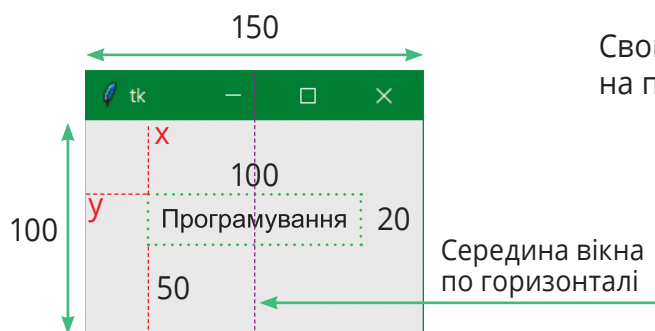 150
Сво
на п
tk
x
100
y
Програмування
20
100
Середина вікна
по горизонталі
50